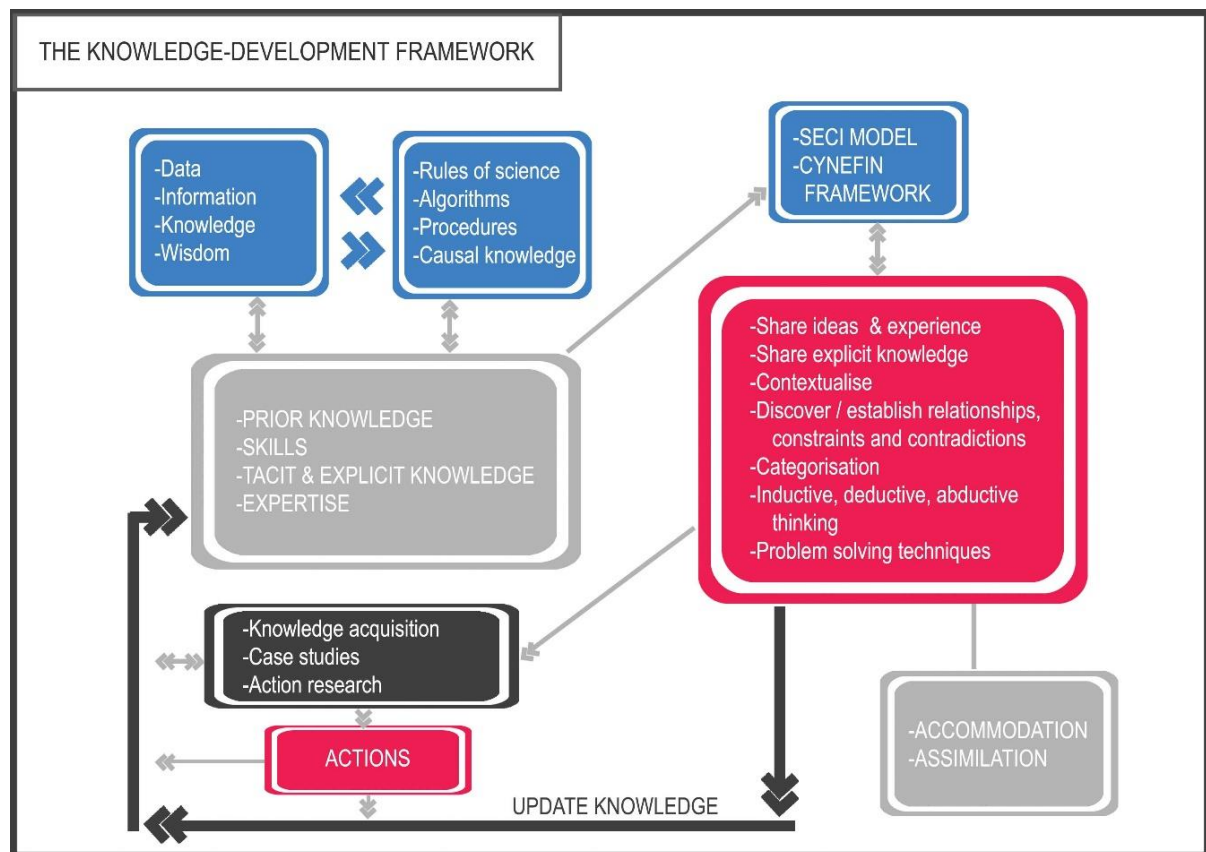 THE KNOWLEDGE-DEVELOPMENT FRAMEWORK
-Data
-Information
-Knowledge
-Wisdom
-Rules of science
-Algorithms
-Procedures
-Causal knowledge
-SECI MODEL
-CYNEFIN
FRAMEWORK
-PRIOR KNOWLEDGE
-SKILLS
-TACIT & EXPLICIT KNOWLEDGE
-EXPERTISE
-Share ideas & experience
-Share explicit knowledge
-Contextualise
-Discover / establish relationships,
constraints and contradictions
-Categorisation
-Inductive, deductive, abductive
thinking
-Problem solving techniques
-Knowledge acquisition
-Case studies
-Action research
ACTIONS
-ACCOMMODATION
-ASSIMILATION
UPDATE KNOWLEDGE